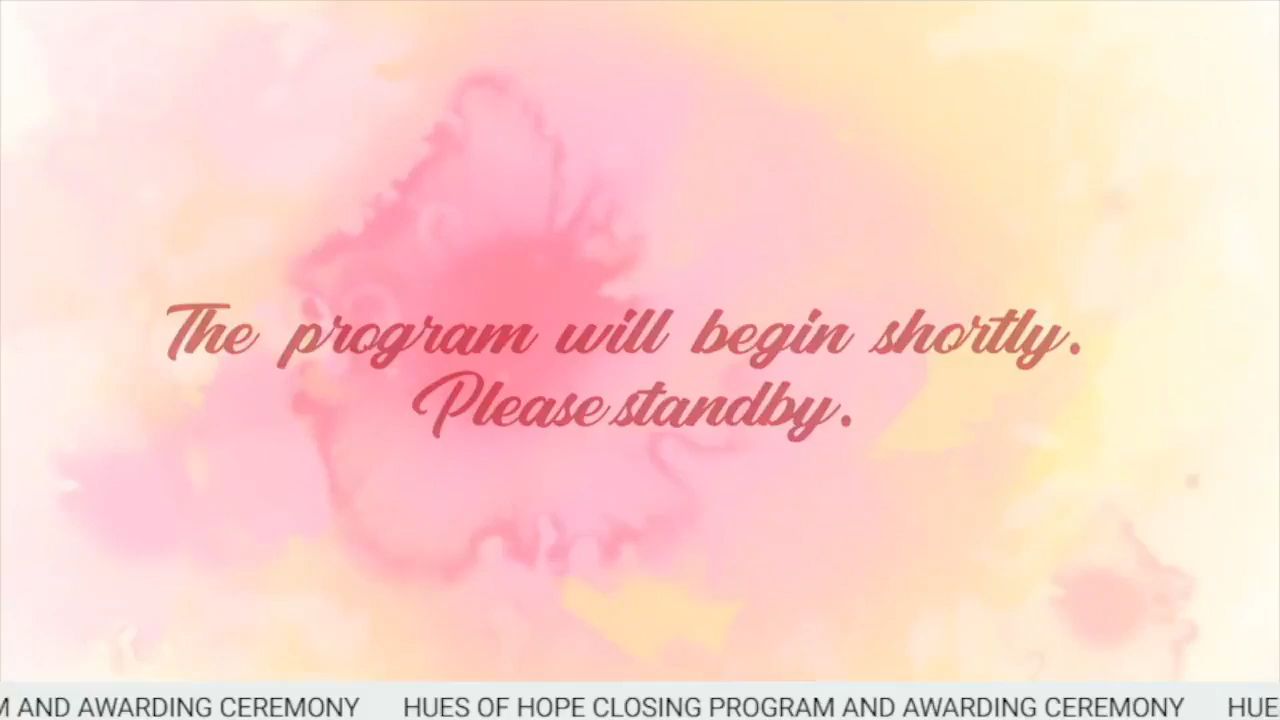 The program will begin shortly.
Please standby.
M AND AWARDING CEREMONY HUES OF HOPE CLOSING PROGRAM AND AWARDING CEREMONY HUE